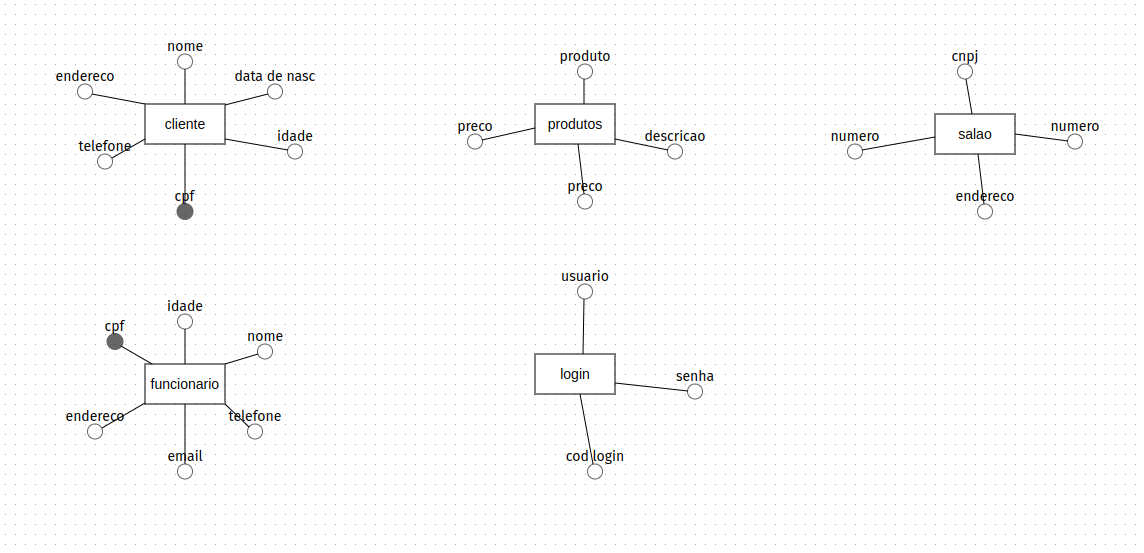 nome
endereco
data de nasc
cliente
telefone
idade
cpf
produto
preco
produtos
descricao
preco
cnpj
numero
salao
numero
endereco
idade
cpf
nome
funcionario
endereco
telefone
email
usuario
login
senha
cod login